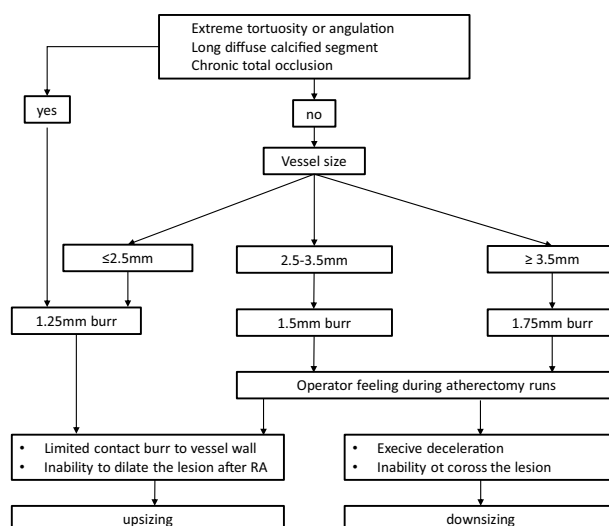 Extreme tortuosity or angulation
Long diffuse calcified segment
Chronic total occlusion
yes
no
Vessel size
≤2.5mm
2.5-3.5mm
≥ 3.5mm
1.25mm burr
1.5mm burr
1.75mm burr
Operator feeling during atherectomy runs
• Limited contact burr to vessel wall
• Inability to dilate the lesion after RA
• Execive deceleration
• Inability ot coross the lesion
upsizing
downsizing